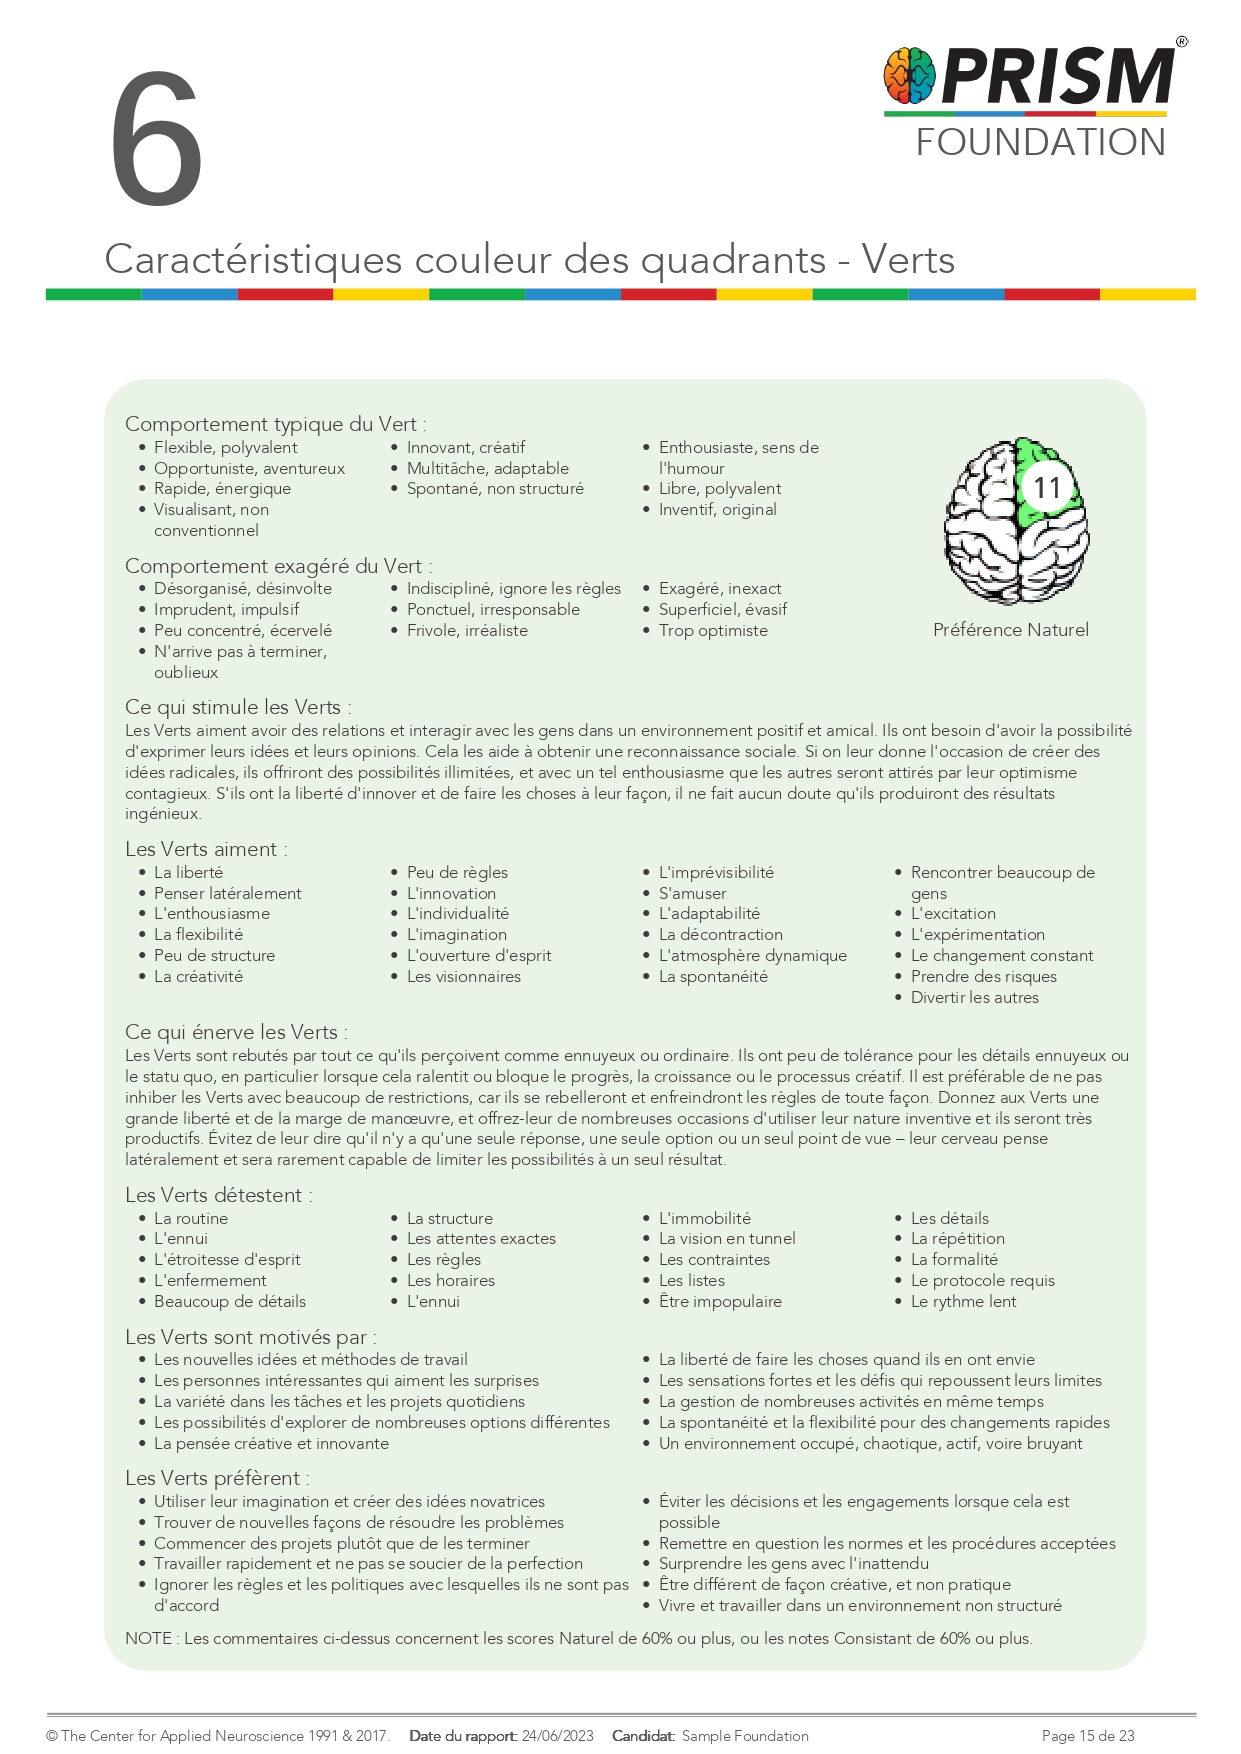 6
PRISM®
FOUNDATION
Caractéristiques couleur des quadrants - Verts
Comportement typique du Vert :
• Flexible, polyvalent
• Opportuniste, aventureux
• Rapide, énergique
• Visualisant, non
conventionnel
• Innovant, créatif
• Multitâche, adaptable
• Spontané, non structuré
• Enthousiaste, sens de
l'humour
• Libre, polyvalent
• Inventif, original
11
Préférence Naturel
Comportement exagéré du Vert :
• Désorganisé, désinvolte
• Imprudent, impulsif
• Peu concentré, écervelé
• N'arrive pas à terminer,
oublieux
• Indiscipliné, ignore les règles
• Ponctuel, irresponsable
• Frivole, irréaliste
• Exagéré, inexact
• Superficiel, évasif
• Trop optimiste
Ce qui stimule les Verts :
Les Verts aiment avoir des relations et interagir avec les gens dans un environnement positif et amical. Ils ont besoin d'avoir la possibilité
d'exprimer leurs idées et leurs opinions. Cela les aide à obtenir une reconnaissance sociale. Si on leur donne l'occasion de créer des
idées radicales, ils offriront des possibilités illimitées, et avec un tel enthousiasme que les autres seront attirés par leur optimisme
contagieux. S'ils ont la liberté d'innover et de faire les choses à leur façon, il ne fait aucun doute qu'ils produiront des résultats
ingénieux.
Les Verts aiment :
• La liberté
• Penser latéralement
• L'enthousiasme
• La flexibilité
• Peu de structure
• La créativité
• Peu de règles
• L'innovation
• L'individualité
• L'imagination
• L'ouverture d'esprit
• Les visionnaires
• L'imprévisibilité
• S'amuser
• L'adaptabilité
• La décontraction
• L'atmosphère dynamique
• La spontanéité
• Rencontrer beaucoup de
gens
• L'excitation
• L'expérimentation
• Le changement constant
• Prendre des risques
• Divertir les autres
Ce qui énerve les Verts :
Les Verts sont rebutés par tout ce qu'ils perçoivent comme ennuyeux ou ordinaire. Ils ont peu de tolérance pour les détails ennuyeux ou
le statu quo, en particulier lorsque cela ralentit ou bloque le progrès, la croissance ou le processus créatif. Il est préférable de ne pas
inhiber les Verts avec beaucoup de restrictions, car ils se rebelleront et enfreindront les règles de toute façon. Donnez aux Verts une
grande liberté et de la marge de manœuvre, et offrez-leur de nombreuses occasions d'utiliser leur nature inventive et ils seront très
productifs. Évitez de leur dire qu'il n'y a qu'une seule réponse, une seule option ou un seul point de vue – leur cerveau pense
latéralement et sera rarement capable de limiter les possibilités à un seul résultat.
Les Verts détestent :
• La routine
• L'ennui
• L'étroitesse d'esprit
• L'enfermement
• Beaucoup de détails
• La structure
• Les attentes exactes
• Les règles
• Les horaires
• L'ennui
• L'immobilité
• La vision en tunnel
• Les contraintes
• Les listes
• Être impopulaire
• Les détails
• La répétition
• La formalité
• Le protocole requis
• Le rythme lent
Les Verts sont motivés par :
• Les nouvelles idées et méthodes de travail
• Les personnes intéressantes qui aiment les surprises
• La variété dans les tâches et les projets quotidiens
• Les possibilités d'explorer de nombreuses options différentes
• La pensée créative et innovante
• La liberté de faire les choses quand ils en ont envie
• Les sensations fortes et les défis qui repoussent leurs limites
• La gestion de nombreuses activités en même temps
• La spontanéité et la flexibilité pour des changements rapides
• Un environnement occupé, chaotique, actif, voire bruyant
Les Verts préfèrent :
• Utiliser leur imagination et créer des idées novatrices
• Trouver de nouvelles façons de résoudre les problèmes
• Commencer des projets plutôt que de les terminer
• Travailler rapidement et ne pas se soucier de la perfection
• Ignorer les règles et les politiques avec lesquelles ils ne sont pas
d'accord
• Éviter les décisions et les engagements lorsque cela est
possible
• Remettre en question les normes et les procédures acceptées
• Surprendre les gens avec l'inattendu
• Être différent de façon créative, et non pratique
• Vivre et travailler dans un environnement non structuré
NOTE : Les commentaires ci-dessus concernent les scores Naturel de 60% ou plus, ou les notes Consistant de 60% ou plus.
© The Center for Applied Neuroscience 1991 & 2017. Date du rapport: 24/06/2023 Candidat: Sample Foundation Page 15 de 23